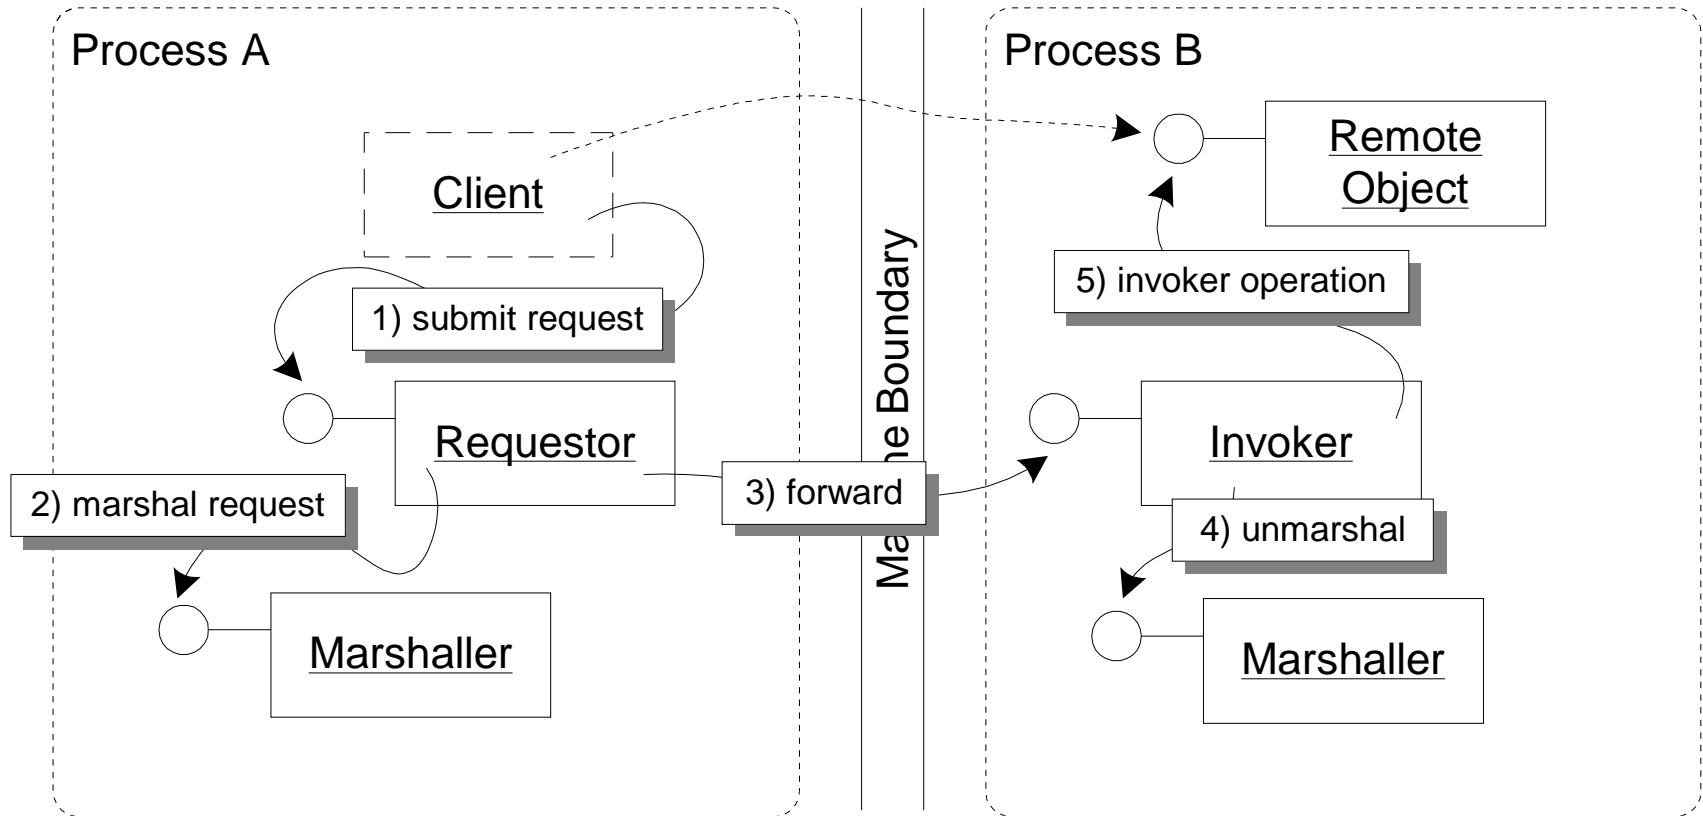 Process A
Process B
Client
Remote
Object
1) submit request
5) invoker operation
Requestor
Invoker
2) marshal request
3) forward
4) unmarshal
Marshaller
Marshaller
Boundary